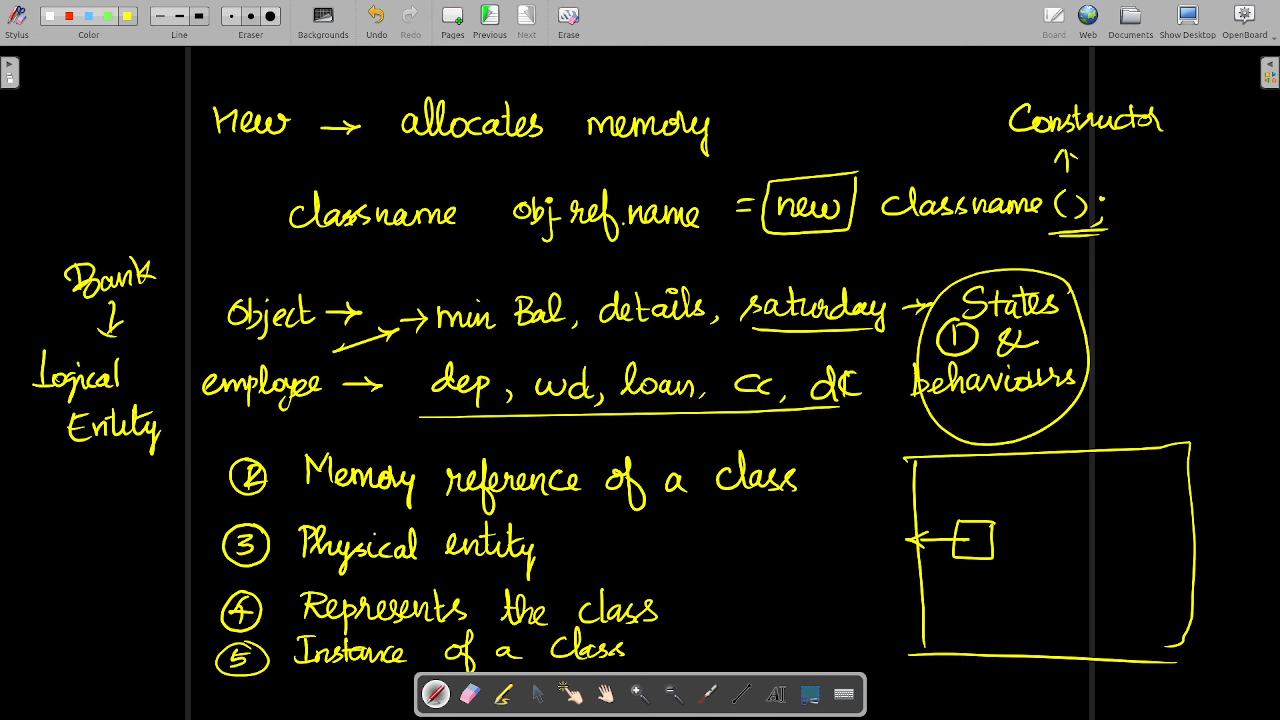 Stylus Color Line Eraser Backgrounds Undo Redo Pages Previous Next Erase Board Web Documents Show Desktop OpenBoard
new → allocates memory
Constructor
↑
classname obj.ref.name = new classname();
Bank
↓
Logical
Entity
Object → → min Bal, details, saturday → States
① &
employee → dep, wd, loan, cc, dc behaviours
② Memory reference of a class
③ Physical entity
④ Represents the class
⑤ Instance of a class